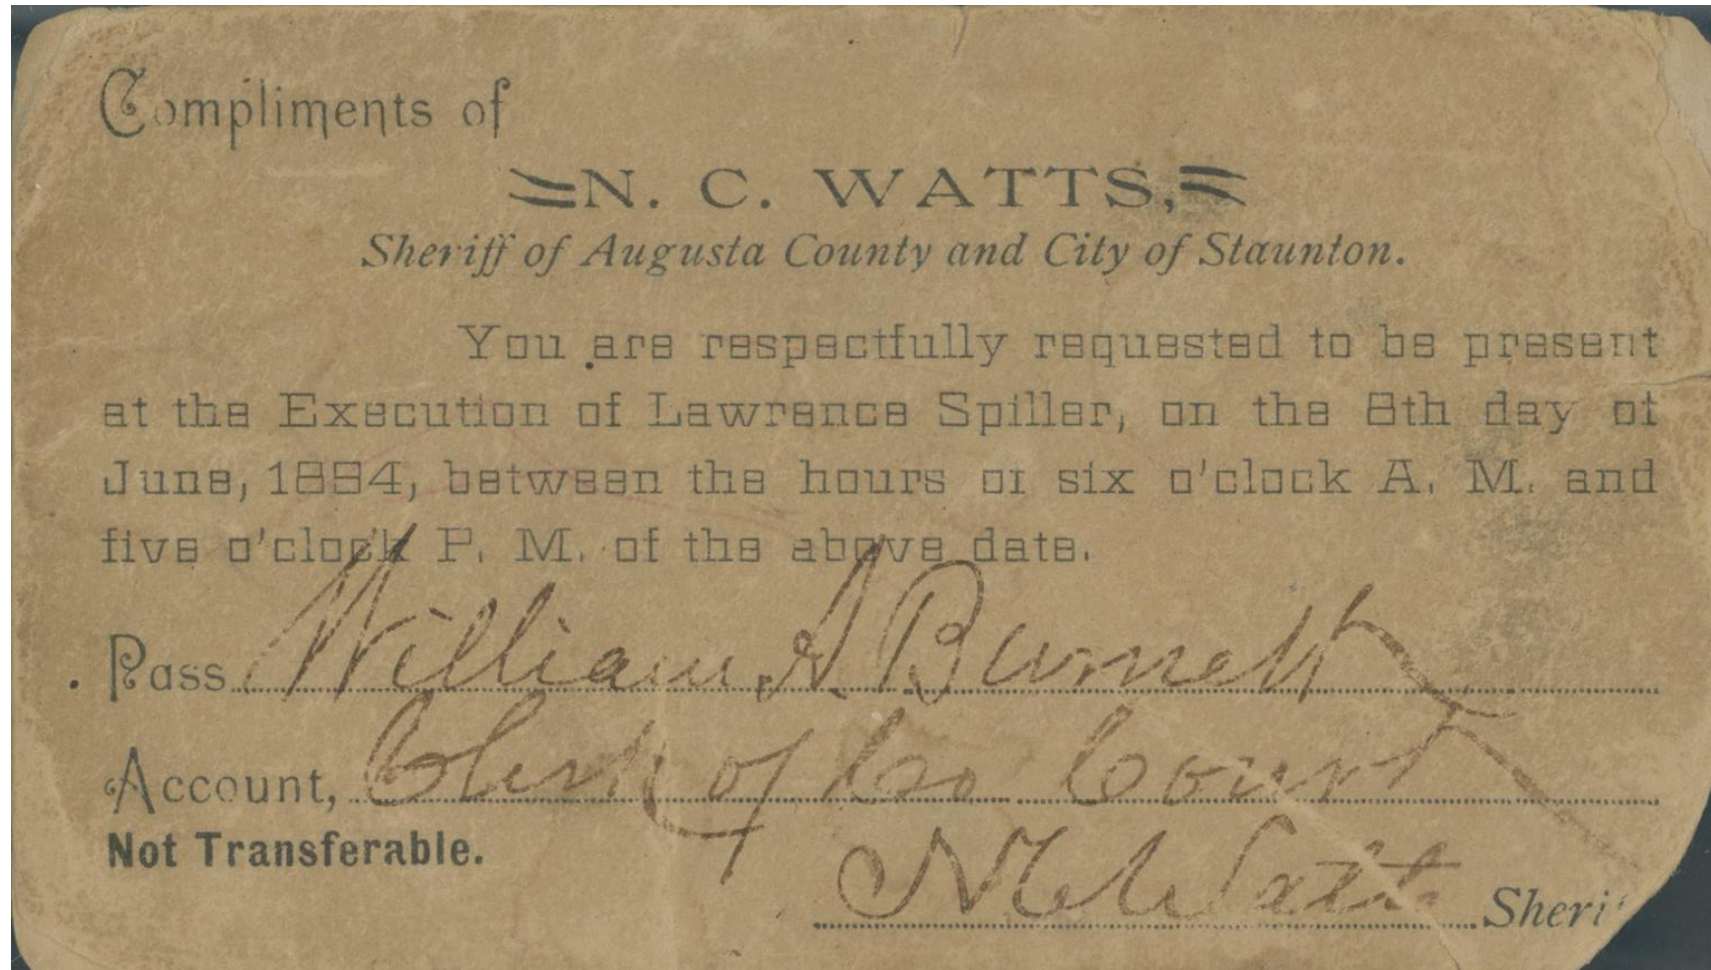 Compliments of
N. C. WATTS,
Sheriff of Augusta County and City of Staunton.
You are respectfully requested to be present
at the Execution of Lawrence Spiller, on the 8th day of
June, 1884, between the hours of six o'clock A. M. and
five o'clock P. M. of the above date.
Pass William A Burnett
Account, Clerk of Co Court
Not Transferable.
N C Watts Sheri